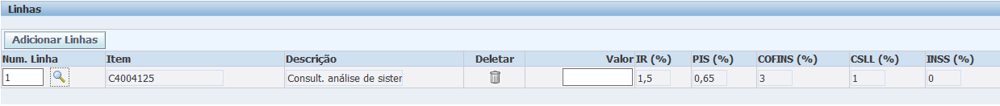 Linhas
Adicionar Linhas
Num. Linha Item Descrição Deletar Valor IR (%) PIS (%) COFINS (%) CSLL (%) INSS (%)
1 C4004125 Consult. análise de sister 1,5 0,65 3 1 0